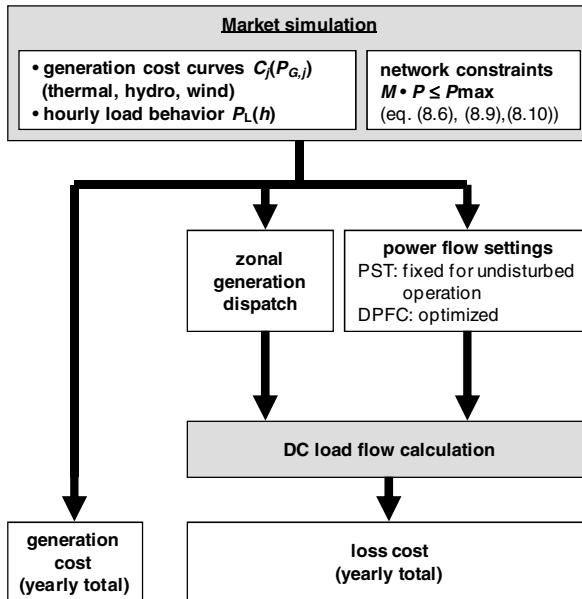 Market simulation
• generation cost curves Cj(PG,j)
(thermal, hydro, wind)
• hourly load behavior PL(h)
network constraints
M • P ≤ Pmax
(eq. (8.6), (8.9),(8.10))
zonal
generation
dispatch
power flow settings
PST: fixed for undisturbed
operation
DPFC: optimized
DC load flow calculation
generation
cost
(yearly total)
loss cost
(yearly total)